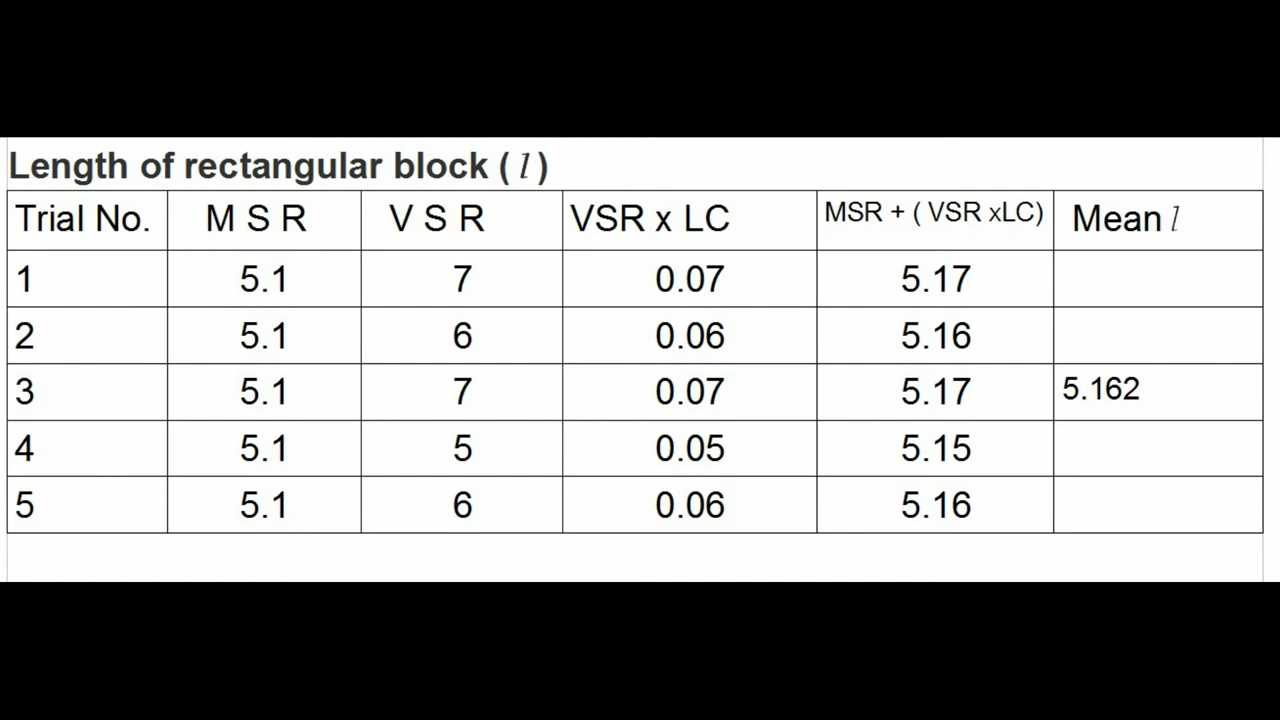 Length of rectangular block ( l )
Trial No. M S R V S R VSR x LC MSR + ( VSR xLC) Mean l
1 5.1 7 0.07 5.17
2 5.1 6 0.06 5.16
3 5.1 7 0.07 5.17 5.162
4 5.1 5 0.05 5.15
5 5.1 6 0.06 5.16